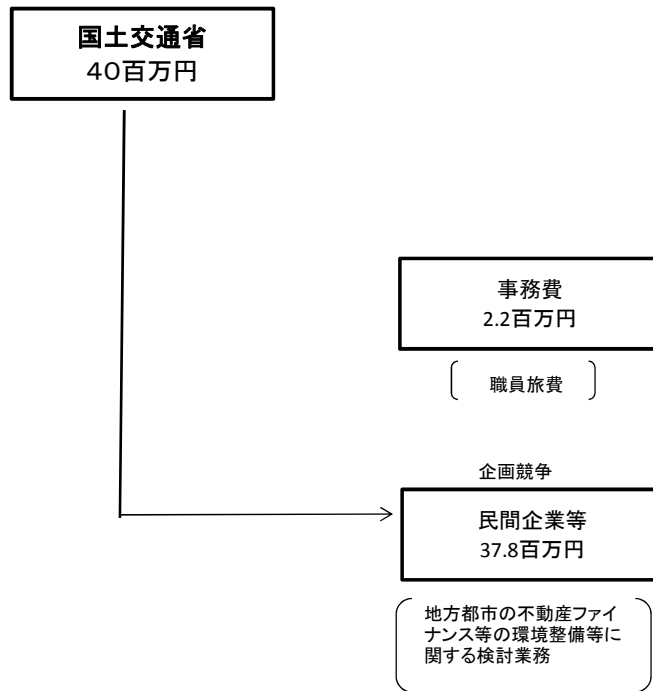 国土交通省
４０百万円
事務費
2.2百万円
職員旅費
企画競争
民間企業等
37.8百万円
地方都市の不動産ファイ
ナンス等の環境整備等に
関する検討業務